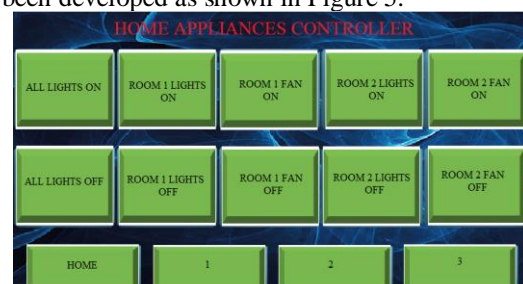 been developed as shown in Figure 3.
HOME APPLIANCES CONTROLLER
ALL LIGHTS ON
ROOM 1 LIGHTS
ON
ROOM 1 FAN
ON
ROOM 2 LIGHTS
ON
ROOM 2 FAN
ON
ALL LIGHTS OFF
ROOM 1 LIGHTS
OFF
ROOM 1 FAN
OFF
ROOM 2 LIGHTS
OFF
ROOM 2 FAN
OFF
HOME
1
2
3